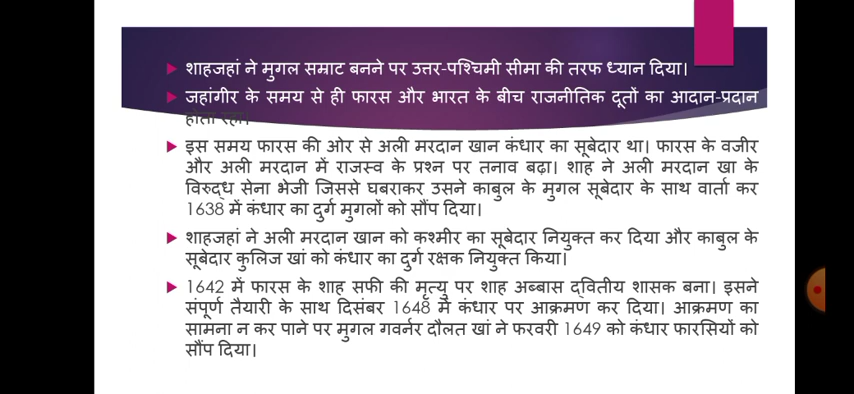 शाहजहां ने मुगल सम्राट बनने पर उत्तर-पश्चिमी सीमा की तरफ ध्यान दिया।
जहांगीर के समय से ही फारस और भारत के बीच राजनीतिक दूतों का आदान-प्रदान
होता रहा।
इस समय फारस की ओर से अली मरदान खान कंधार का सूबेदार था। फारस के वजीर
और अली मरदान में राजस्व के प्रश्न पर तनाव बढ़ा। शाह ने अली मरदान खा के
विरुद्ध सेना भेजी जिससे घबराकर उसने काबुल के मुगल सूबेदार के साथ वार्ता कर
1638 में कंधार का दुर्ग मुगलों को सौंप दिया।
शाहजहां ने अली मरदान खान को कश्मीर का सूबेदार नियुक्त कर दिया और काबुल के
सूबेदार कुलिज खां को कंधार का दुर्ग रक्षक नियुक्त किया।
1642 में फारस के शाह सफी की मृत्यु पर शाह अब्बास द्वितीय शासक बना। इसने
संपूर्ण तैयारी के साथ दिसंबर 1648 में कंधार पर आक्रमण कर दिया। आक्रमण का
सामना न कर पाने पर मुगल गवर्नर दौलत खां ने फरवरी 1649 को कंधार फारसियों को
सौंप दिया।